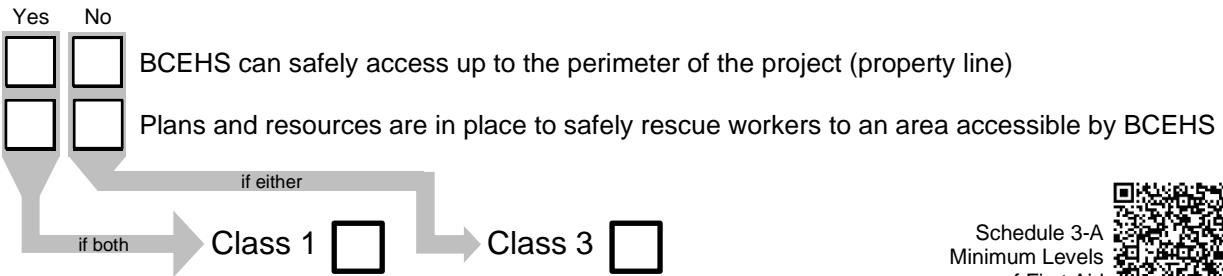 Yes No
BCEHS can safely access up to the perimeter of the project (property line)
Plans and resources are in place to safely rescue workers to an area accessible by BCEHS
if either
if both
Class 1
Class 3
Schedule 3-A
Minimum Levels
of First Aid